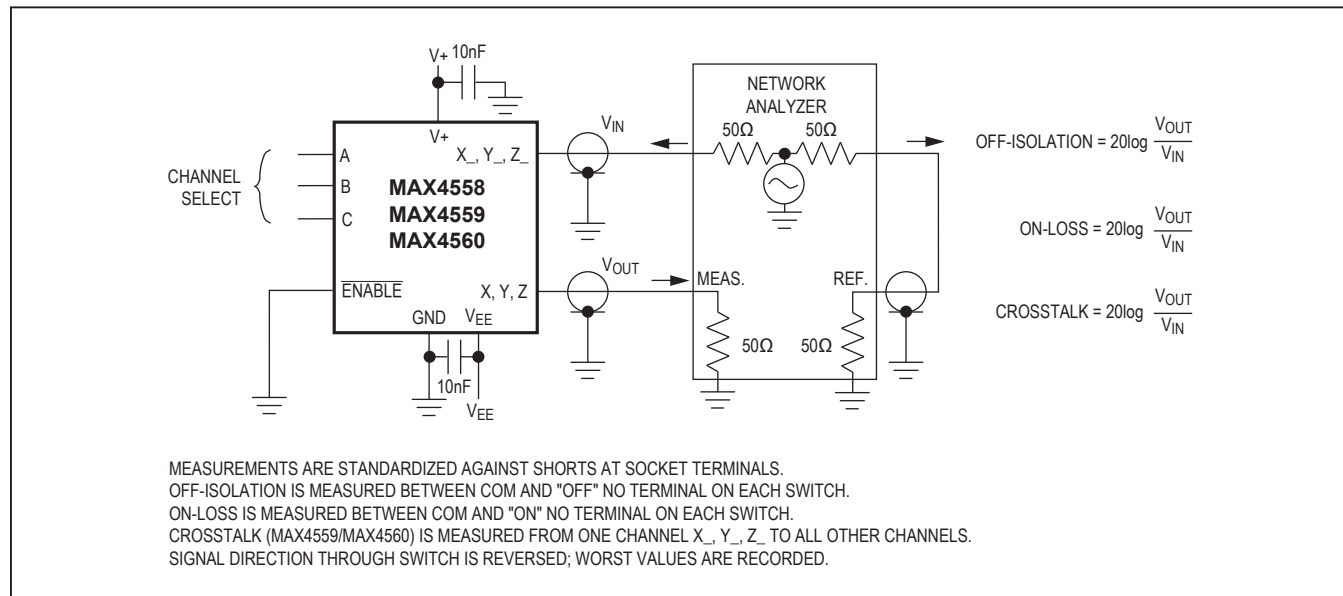 V+ 10nF
V+
A
B
C
CHANNEL
SELECT
X_, Y_, Z_
MAX4558
MAX4559
MAX4560
ENABLE
X, Y, Z
GND VEE
10nF
VEE
VIN
VOUT
NETWORK
ANALYZER
50Ω 50Ω
MEAS. REF.
50Ω 50Ω
OFF-ISOLATION = 20log VOUT
VIN
ON-LOSS = 20log VOUT
VIN
CROSSTALK = 20log VOUT
VIN
MEASUREMENTS ARE STANDARDIZED AGAINST SHORTS AT SOCKET TERMINALS.
OFF-ISOLATION IS MEASURED BETWEEN COM AND "OFF" NO TERMINAL ON EACH SWITCH.
ON-LOSS IS MEASURED BETWEEN COM AND "ON" NO TERMINAL ON EACH SWITCH.
CROSSTALK (MAX4559/MAX4560) IS MEASURED FROM ONE CHANNEL X_, Y_, Z_ TO ALL OTHER CHANNELS.
SIGNAL DIRECTION THROUGH SWITCH IS REVERSED; WORST VALUES ARE RECORDED.